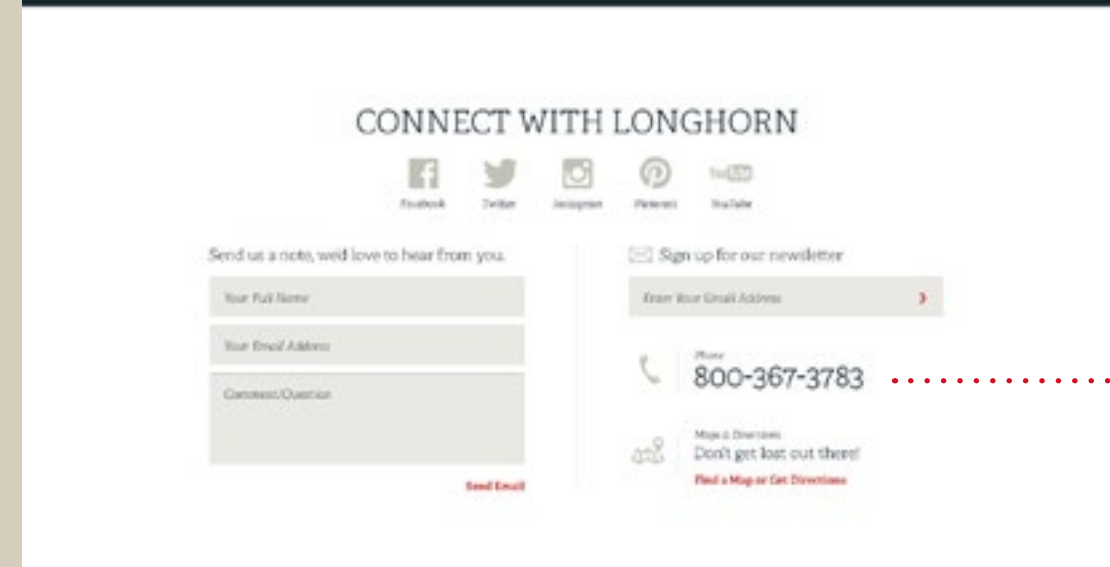 CONNECT WITH LONGHORN
Facebook Twitter Instagram Pinterest YouTube
Send us a note, we'd love to hear from you.
Your Full Name
Your Email Address
Comment/Question
Send Email
Sign up for our newsletter
Enter Your Email Address
Phone
800-367-3783
Maps & Directions
Don't get lost out there!
Find a Map or Get Directions